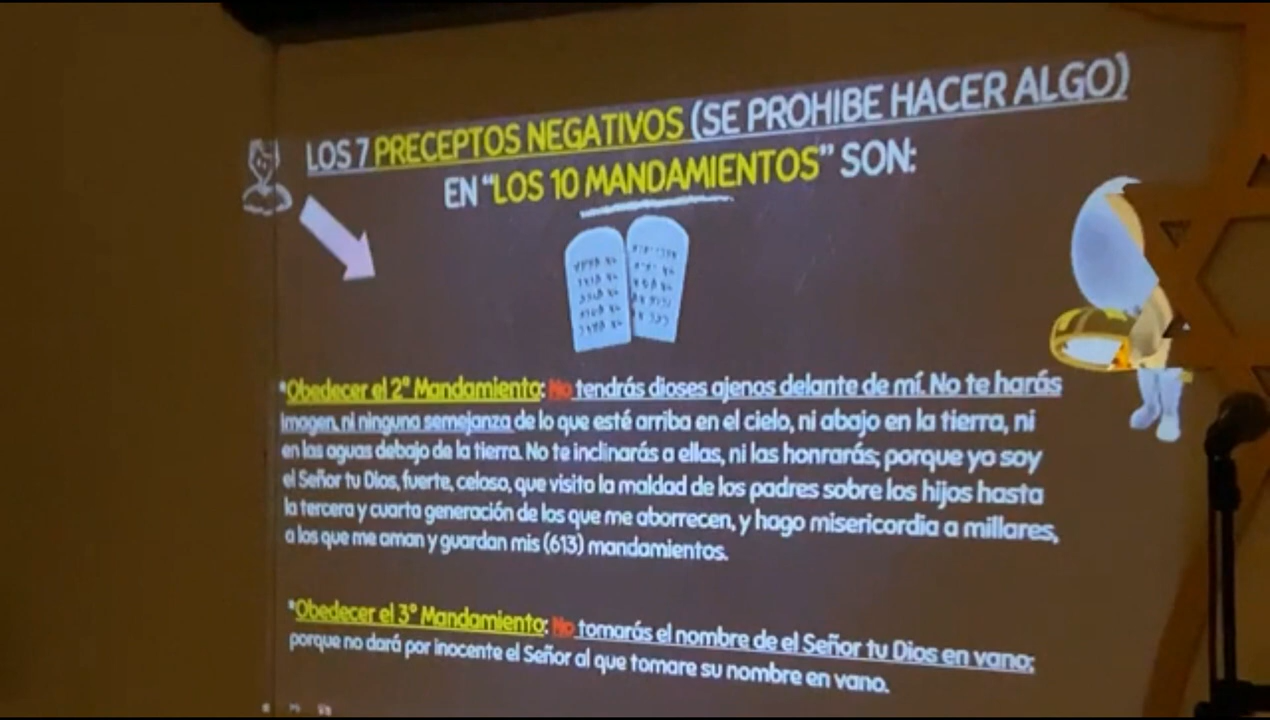 LOS 7 PRECEPTOS NEGATIVOS (SE PROHIBE HACER ALGO)
EN “LOS 10 MANDAMIENTOS” SON:
*Obedecer el 2º Mandamiento: No tendrás dioses ajenos delante de mí. No te harás
imagen, ni ninguna semejanza de lo que esté arriba en el cielo, ni abajo en la tierra, ni
en las aguas debajo de la tierra. No te inclinarás a ellas, ni las honrarás; porque yo soy
el Señor tu Dios, fuerte, celoso, que visito la maldad de los padres sobre los hijos hasta
la tercera y cuarta generación de los que me aborrecen, y hago misericordia a millares,
a los que me aman y guardan mis (613) mandamientos.
*Obedecer el 3º Mandamiento: No tomarás el nombre de el Señor tu Dios en vano;
porque no dará por inocente el Señor al que tomare su nombre en vano.